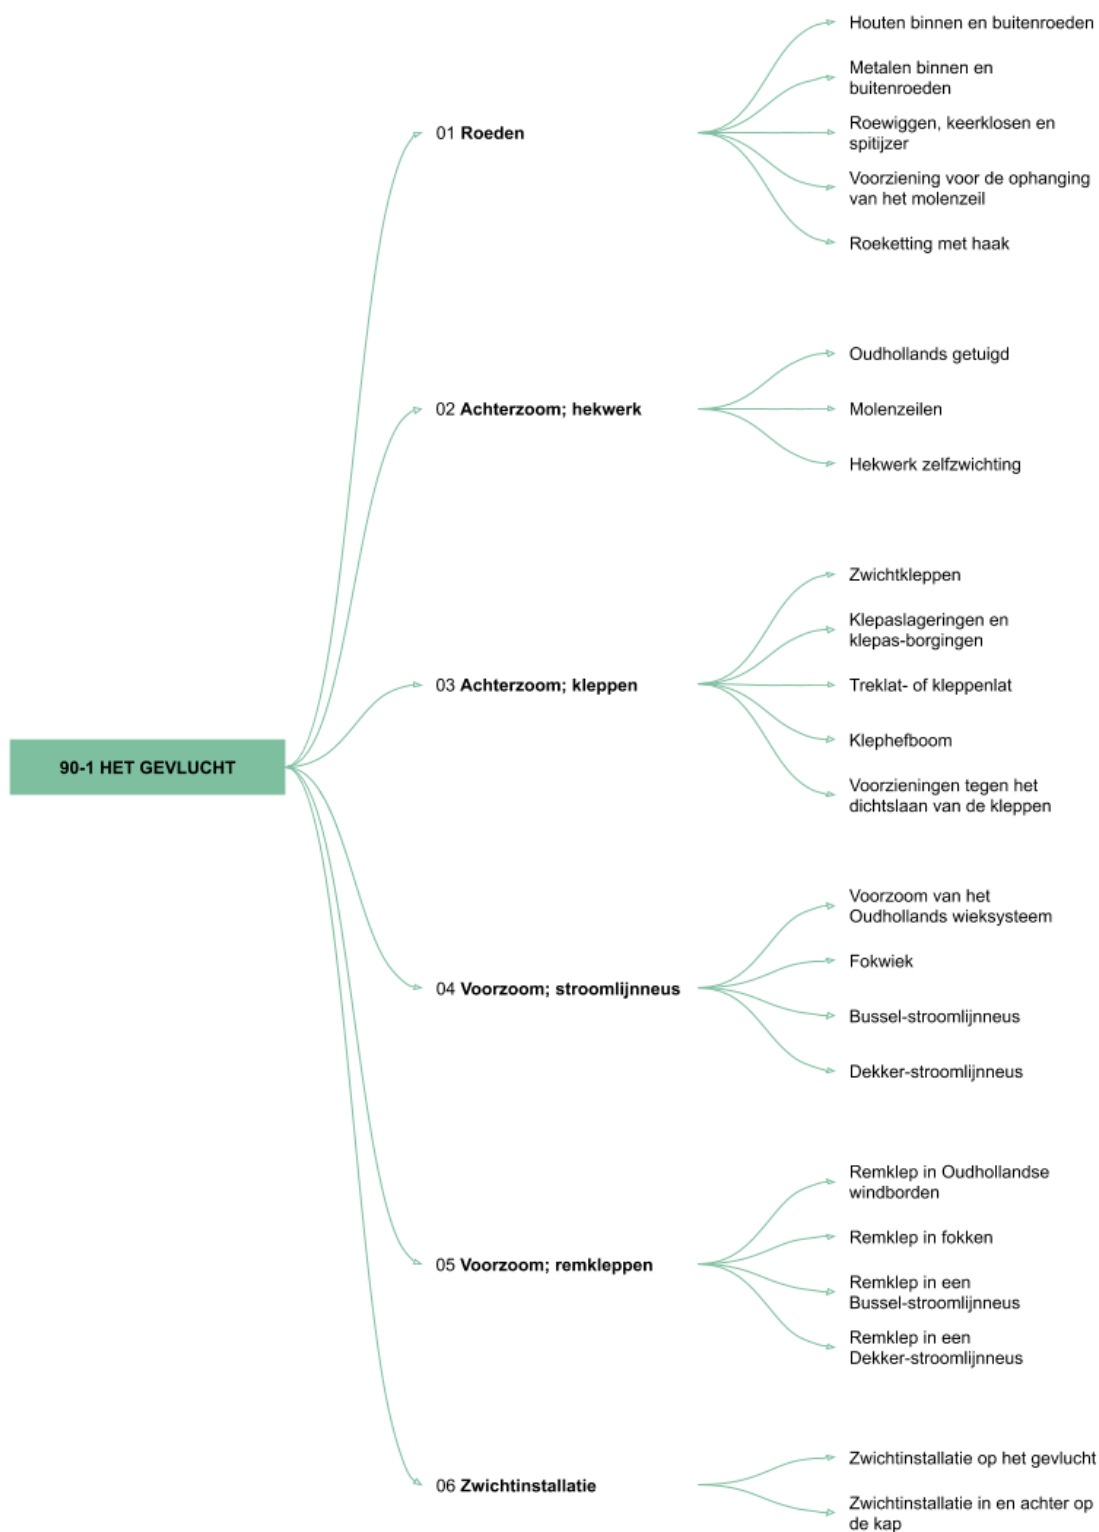 90-1 HET GEVLUCHT
01 Roeden
Houten binnen en buitenroeden
Metalen binnen en
buitenroeden
Roewiggen, keerklosen en
spitijzer
Voorziening voor de ophanging
van het molenzeil
Roeketting met haak
02 Achterzoom; hekwerk
Oudhollands getuigd
Molenzeilen
Hekwerk zelfzwichting
03 Achterzoom; kleppen
Zwichtkleppen
Klepaslageringen en
klepas-borgingen
Treklat- of kleppenlat
Klephefboom
Voorzieningen tegen het
dichtslaan van de kleppen
04 Voorzoom; stroomlijnneus
Voorzoom van het
Oudhollands wieksysteem
Fokwiek
Bussel-stroomlijnneus
Dekker-stroomlijnneus
05 Voorzoom; remkleppen
Remklep in Oudhollandse
windborden
Remklep in fokken
Remklep in een
Bussel-stroomlijnneus
Remklep in een
Dekker-stroomlijnneus
06 Zwichtinstallatie
Zwichtinstallatie op het gevlucht
Zwichtinstallatie in en achter op
de kap